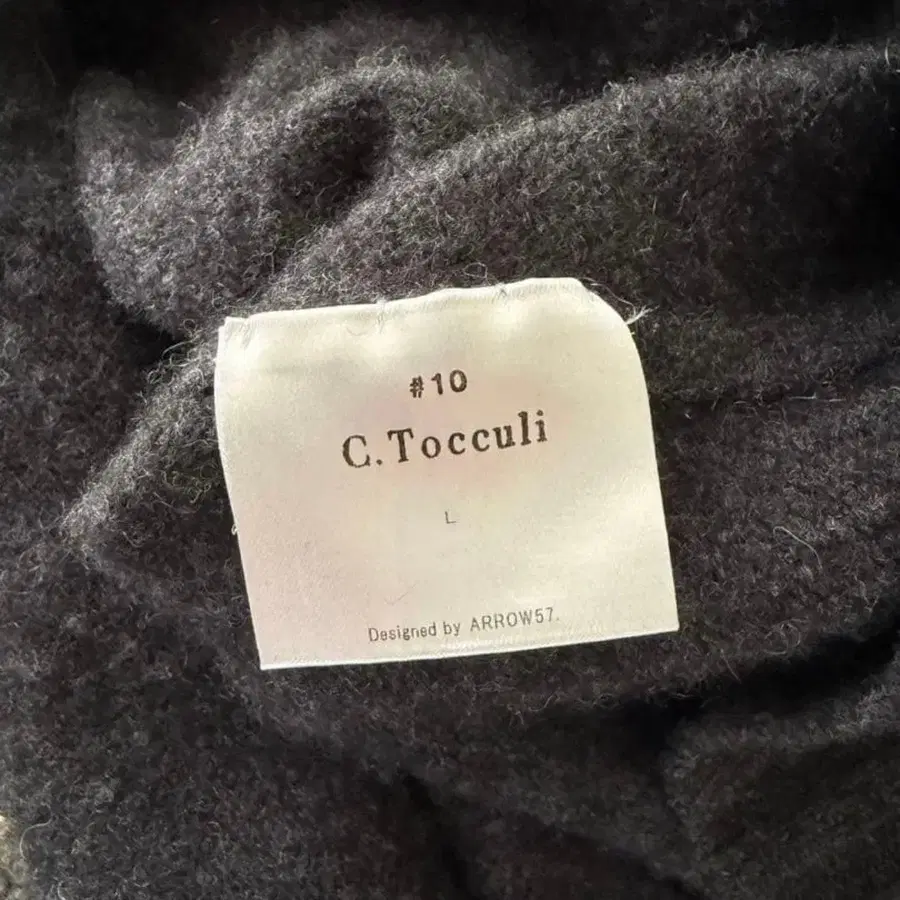 #10
C.Tocculi
L
Designed by ARROW57.